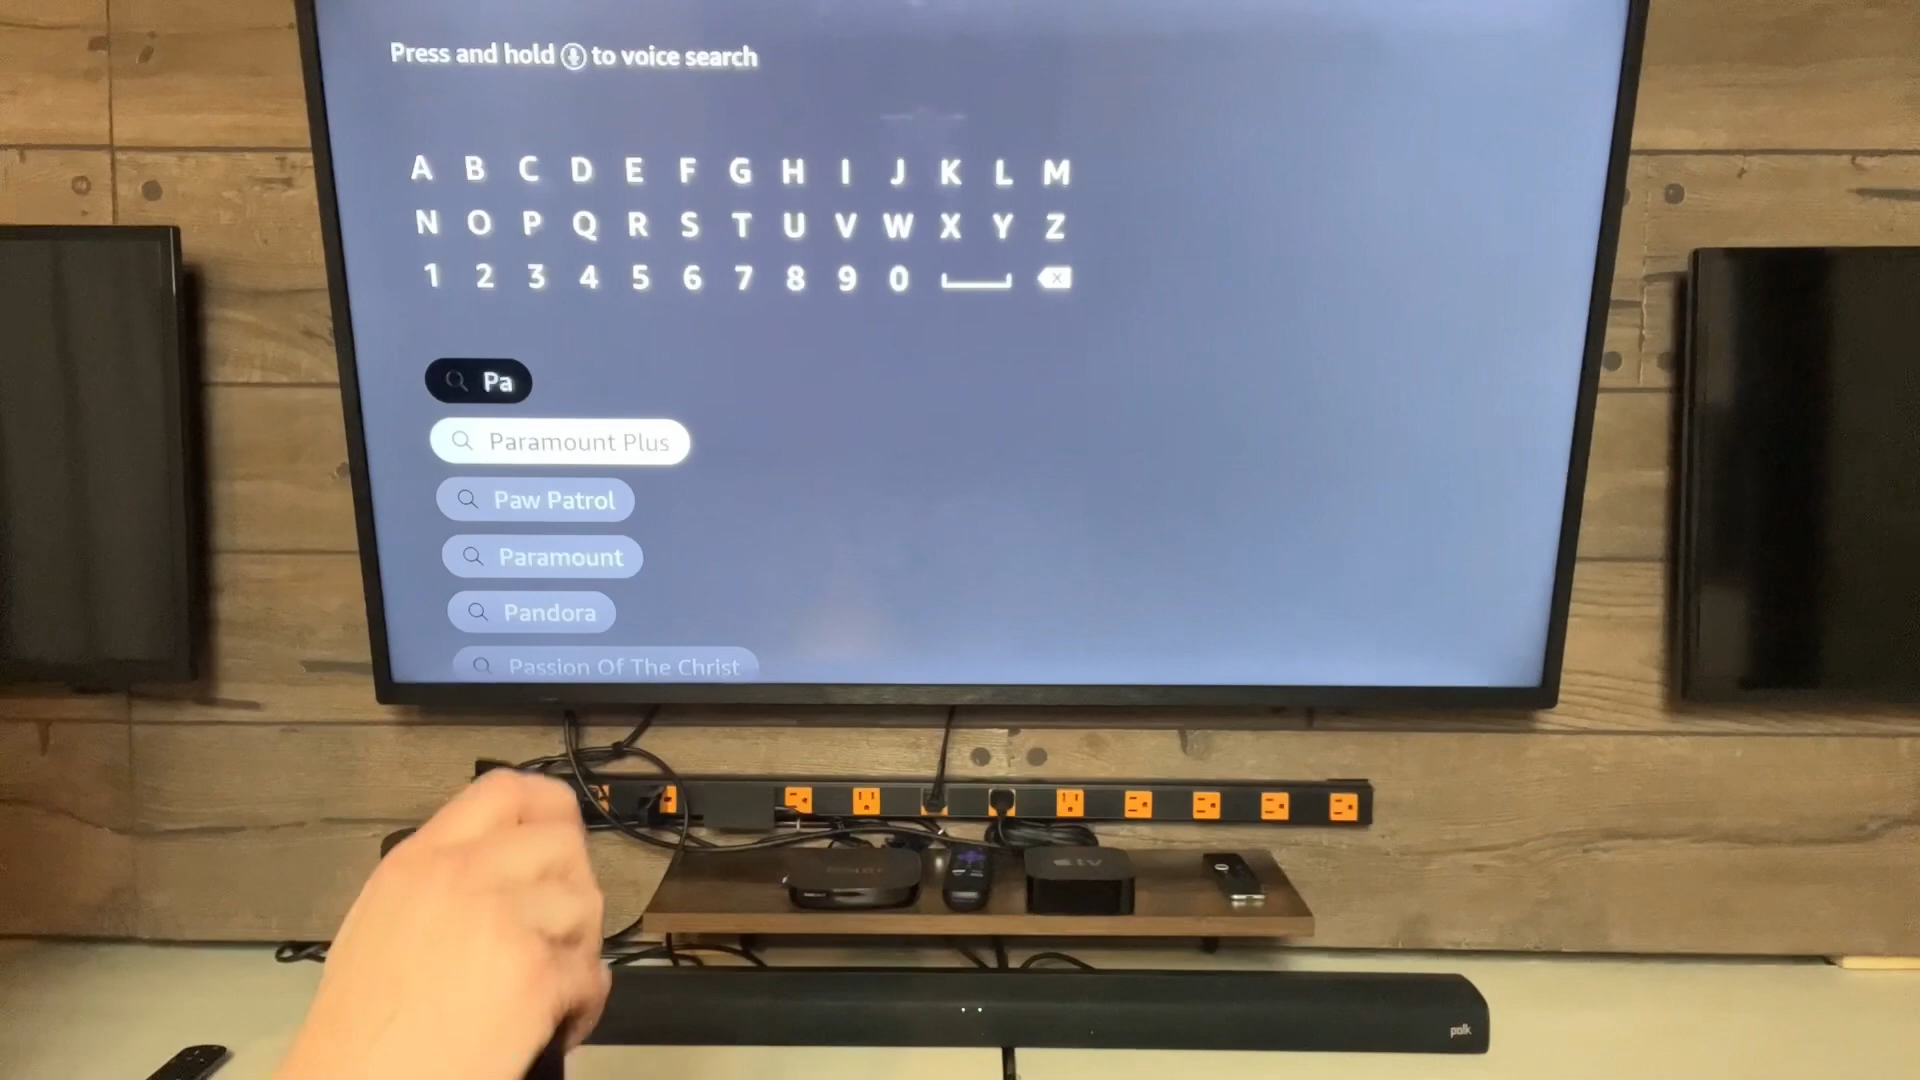 Press and hold to voice search
A B C D E F G H I J K L M
N O P Q R S T U V W X Y Z
1 2 3 4 5 6 7 8 9 0
Pa
Paramount Plus
Paw Patrol
Paramount
Pandora
Passion Of The Christ
tv
polk